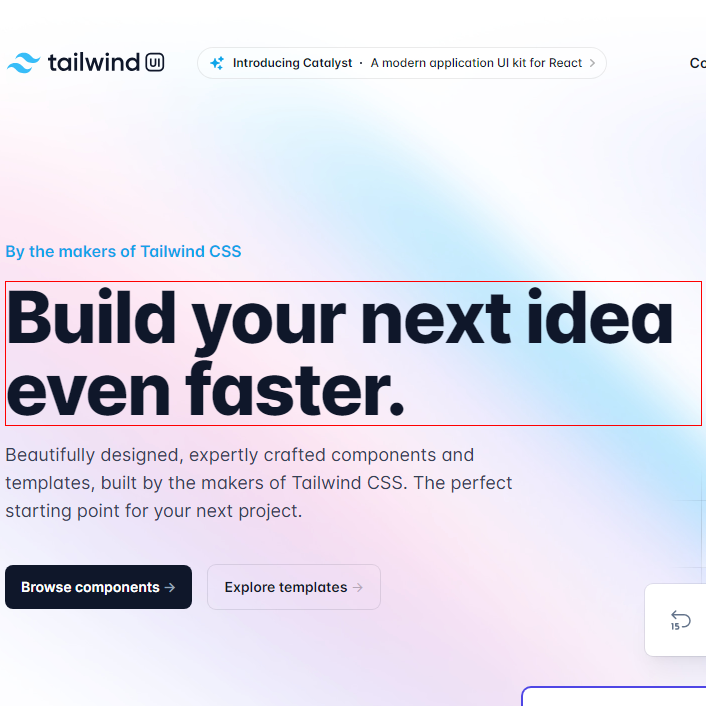 tailwind UI
Introducing Catalyst · A modern application UI kit for React
By the makers of Tailwind CSS
Build your next idea
even faster.
Beautifully designed, expertly crafted components and
templates, built by the makers of Tailwind CSS. The perfect
starting point for your next project.
Browse components →
Explore templates →
15